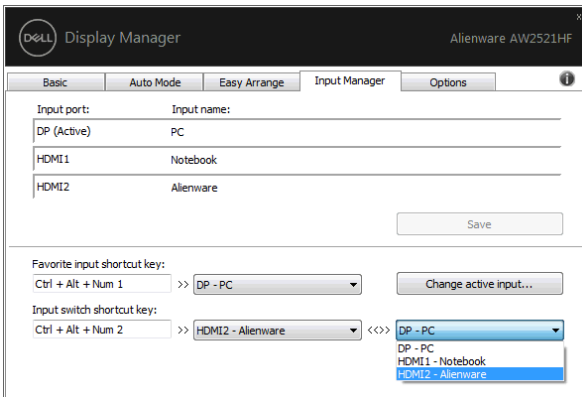 DELL Display Manager Alienware AW2521HF
x
Basic Auto Mode Easy Arrange Input Manager Options i
Input port: Input name:
DP (Active) PC
HDMI1 Notebook
HDMI2 Alienware
Save
Favorite input shortcut key:
Ctrl + Alt + Num 1 >> DP - PC Change active input...
Input switch shortcut key:
Ctrl + Alt + Num 2 >> HDMI2 - Alienware <<>> DP - PC
DP - PC
HDMI1 - Notebook
HDMI2 - Alienware